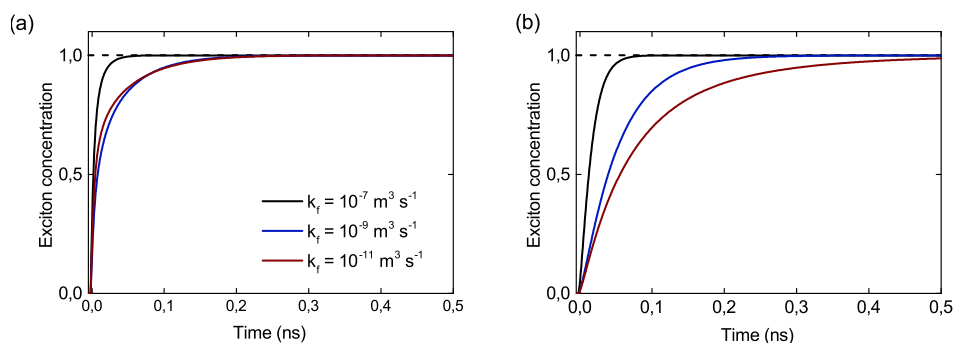 (a)
1,0
0,5
0,0
Exciton concentration
k_f = 10^-7 m^3 s^-1
k_f = 10^-9 m^3 s^-1
k_f = 10^-11 m^3 s^-1
0,0 0,1 0,2 0,3 0,4 0,5
Time (ns)
(b)
1,0
0,5
0,0
Exciton concentration
0,0 0,1 0,2 0,3 0,4 0,5
Time (ns)